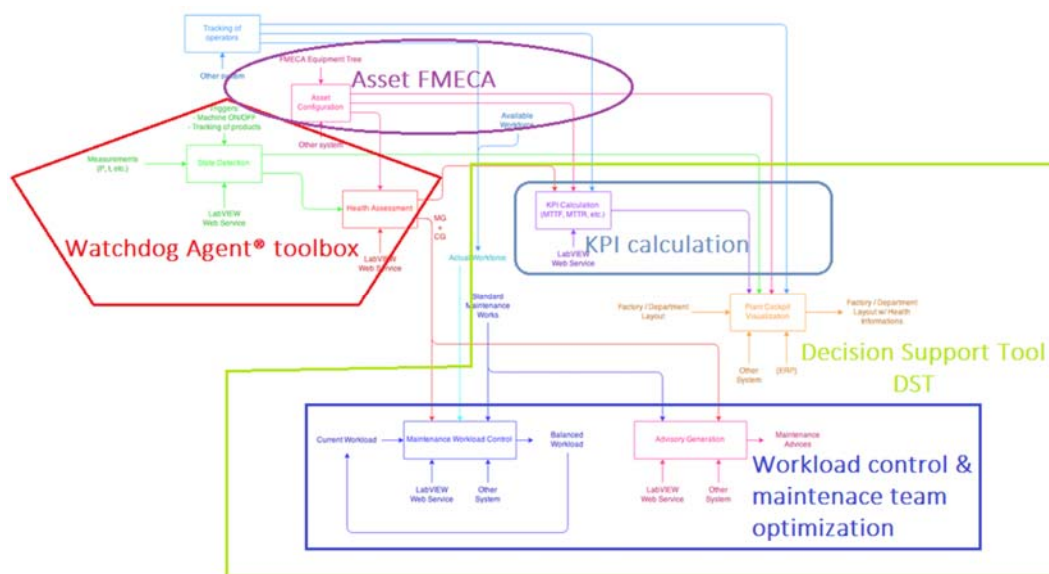 Tracking of
operators
Other system
FMECA Equipment Tree
Asset FMECA
Asset
Configuration
Other system
Triggers:
- Machine ON/OFF
- Tracking of products
Available
Workforce
Measurements
(P, t, etc.)
State Detection
LabVIEW
Web Service
Health Assessment
MG
+
CG
LabVIEW
Web Service
Watchdog Agent® toolbox
KPI Calculation
(MTTF, MTTR, etc.)
LabVIEW
Web Service
KPI calculation
Actual Workforce
Standard
Maintenance
Works
Factory / Department
Layout
Plant Cockpit
Visualization
Factory / Department
Layout w/ Health
Informations
Other
System
(ERP)
Decision Support Tool
DST
Current Workload
Maintenance Workload Control
Balanced
Workload
LabVIEW
Web Service
Other
System
Advisory Generation
Maintenance
Advices
LabVIEW
Web Service
Other
System
Workload control &
maintenace team
optimization